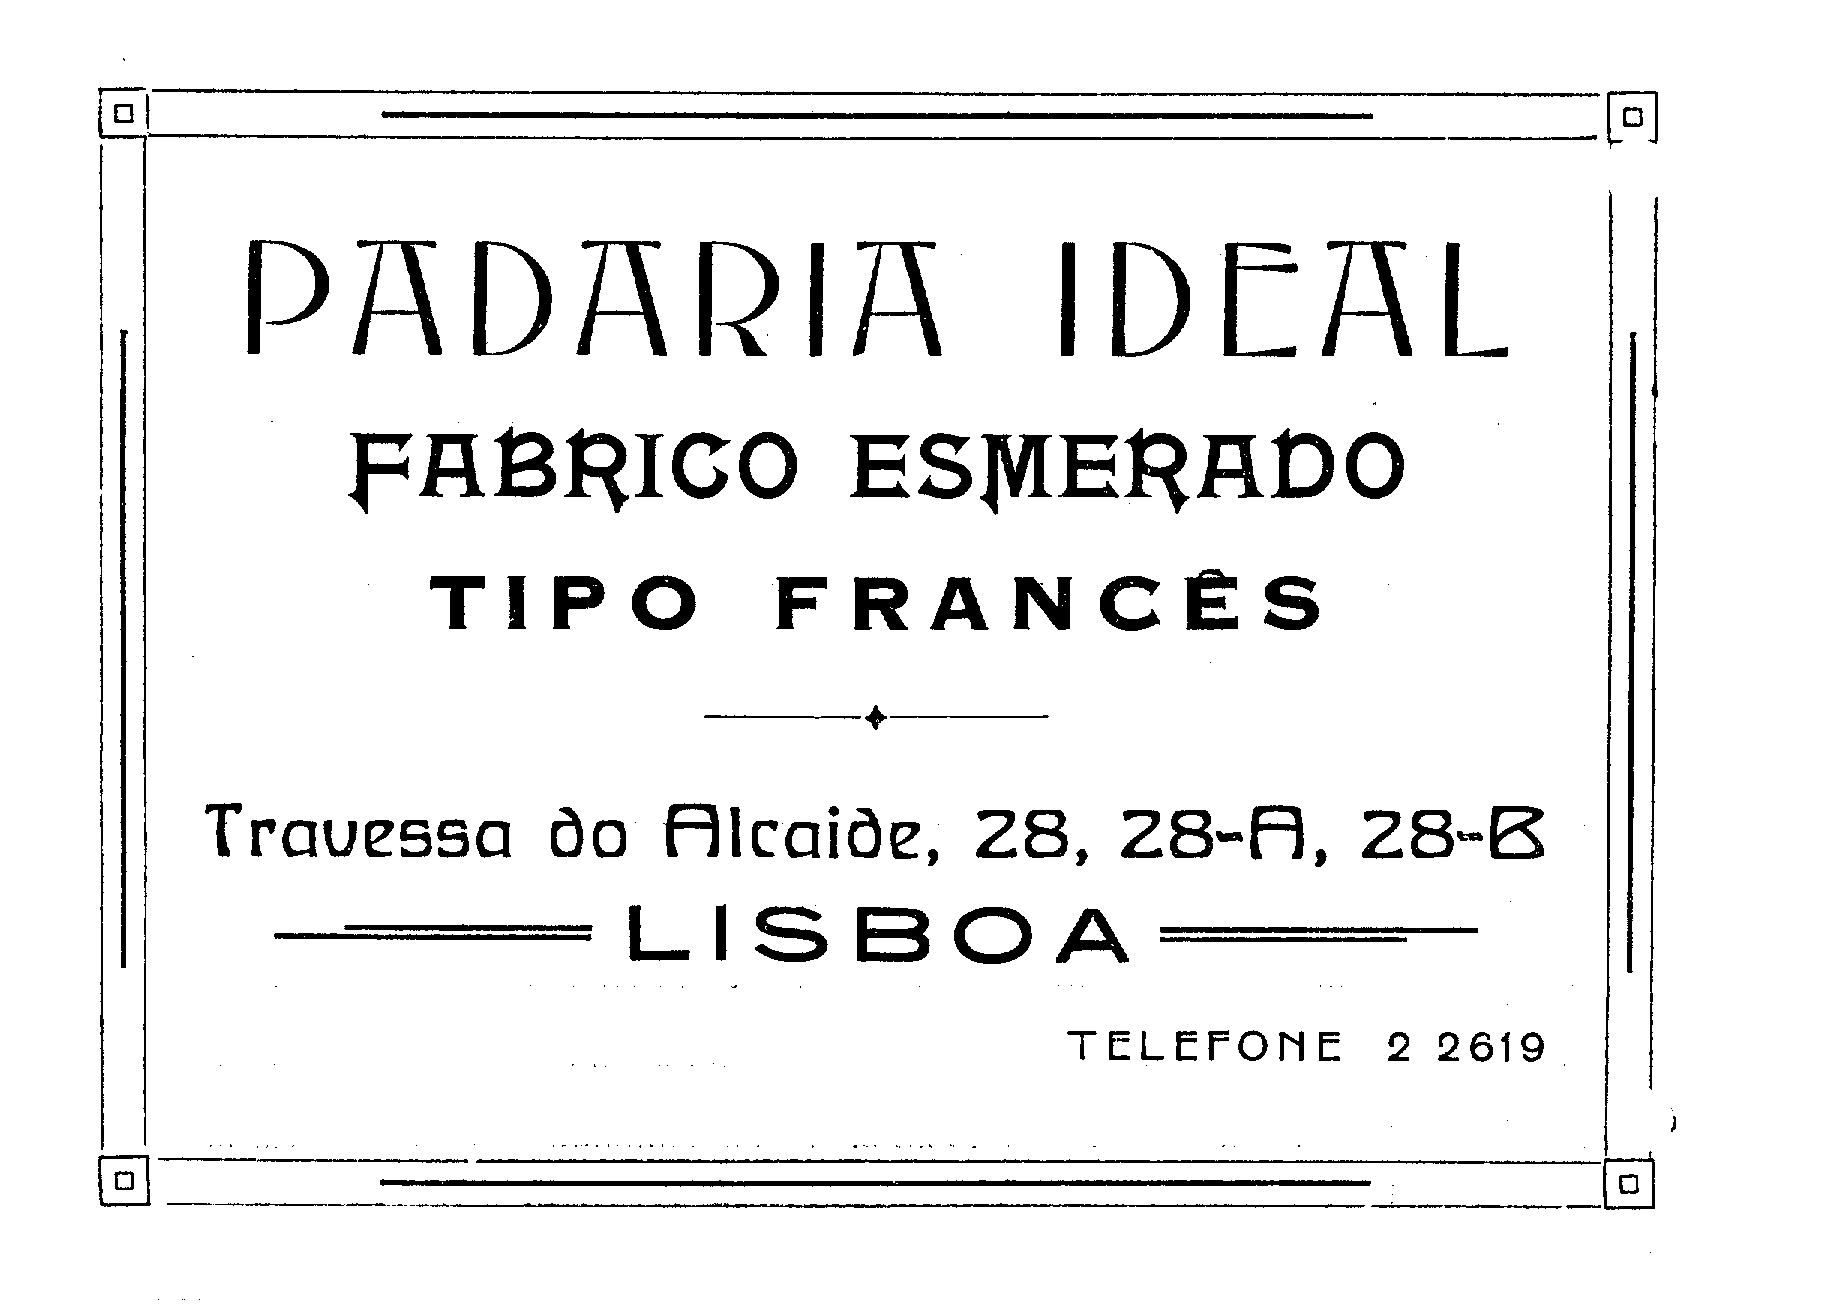 PADARIA IDEAL
FABRICO ESMERADO
TIPO FRANCÊS
Travessa do Alcaide, 28, 28-A, 28-B
LISBOA
TELEFONE 2 2619